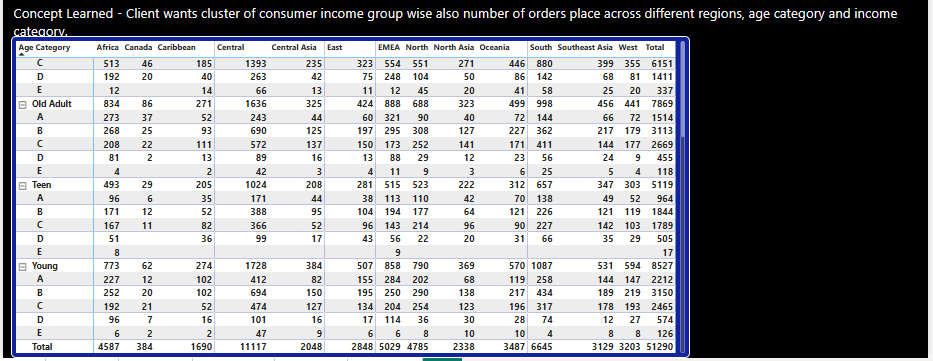 Concept Learned - Client wants cluster of consumer income group wise also number of orders place across different regions, age category and income
category.
Age Category Africa Canada Caribbean Central Central Asia East EMEA North North Asia Oceania South Southeast Asia West Total
C 513 46 185 1393 235 323 554 551 271 446 880 399 355 6151
D 192 20 40 263 42 75 248 104 50 86 142 68 81 1411
E 12 14 66 13 11 12 45 20 41 58 25 20 337
Old Adult 834 86 271 1636 325 424 888 688 323 499 998 456 441 7869
A 273 37 52 243 44 60 321 90 40 72 144 66 72 1514
B 268 25 93 690 125 197 295 308 127 227 362 217 179 3113
C 208 22 111 572 137 150 173 252 141 171 411 144 177 2669
D 81 2 13 89 16 13 88 29 12 23 56 24 9 455
E 4 2 42 3 4 11 9 3 6 25 5 4 118
Teen 493 29 205 1024 208 281 515 523 222 312 657 347 303 5119
A 96 6 35 171 44 38 113 110 42 70 138 49 52 964
B 171 12 52 388 95 104 194 177 64 121 226 121 119 1844
C 167 11 82 366 52 96 143 214 96 90 227 142 103 1789
D 51 36 99 17 43 56 22 20 31 66 35 29 505
E 8 9 17
Young 773 62 274 1728 384 507 858 790 369 570 1087 531 594 8527
A 227 12 102 412 82 155 284 202 68 119 258 144 147 2212
B 252 20 102 694 150 195 250 290 138 217 434 189 219 3150
C 192 21 52 474 127 134 204 254 123 196 317 178 193 2465
D 96 7 16 101 16 17 114 36 30 28 74 12 27 574
E 6 2 2 47 9 6 6 8 10 10 4 8 8 126
Total 4587 384 1690 11117 2048 2848 5029 4785 2338 3487 6645 3129 3203 51290